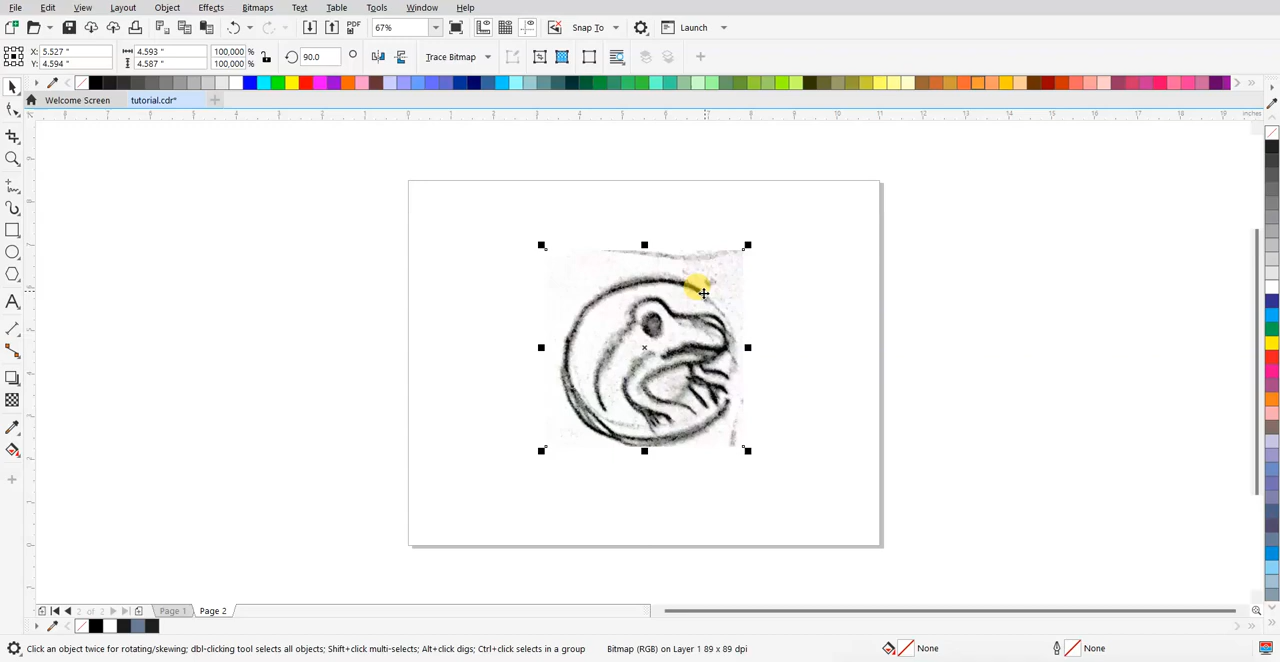 File Edit View Layout Object Effects Bitmaps Text Table Tools Window Help
PDF 67% Snap To Launch
X: 5.527 " 4.593 " 100,000 % 90.0 Trace Bitmap
Y: 4.594 " 4.587 " 100,000 %
Welcome Screen tutorial.cdr*
inches
2 of 2 Page 1 Page 2
Click an object twice for rotating/skewing; dbl-clicking tool selects all objects; Shift+click multi-selects; Alt+click digs; Ctrl+click selects in a group Bitmap (RGB) on Layer 1 89 x 89 dpi None None